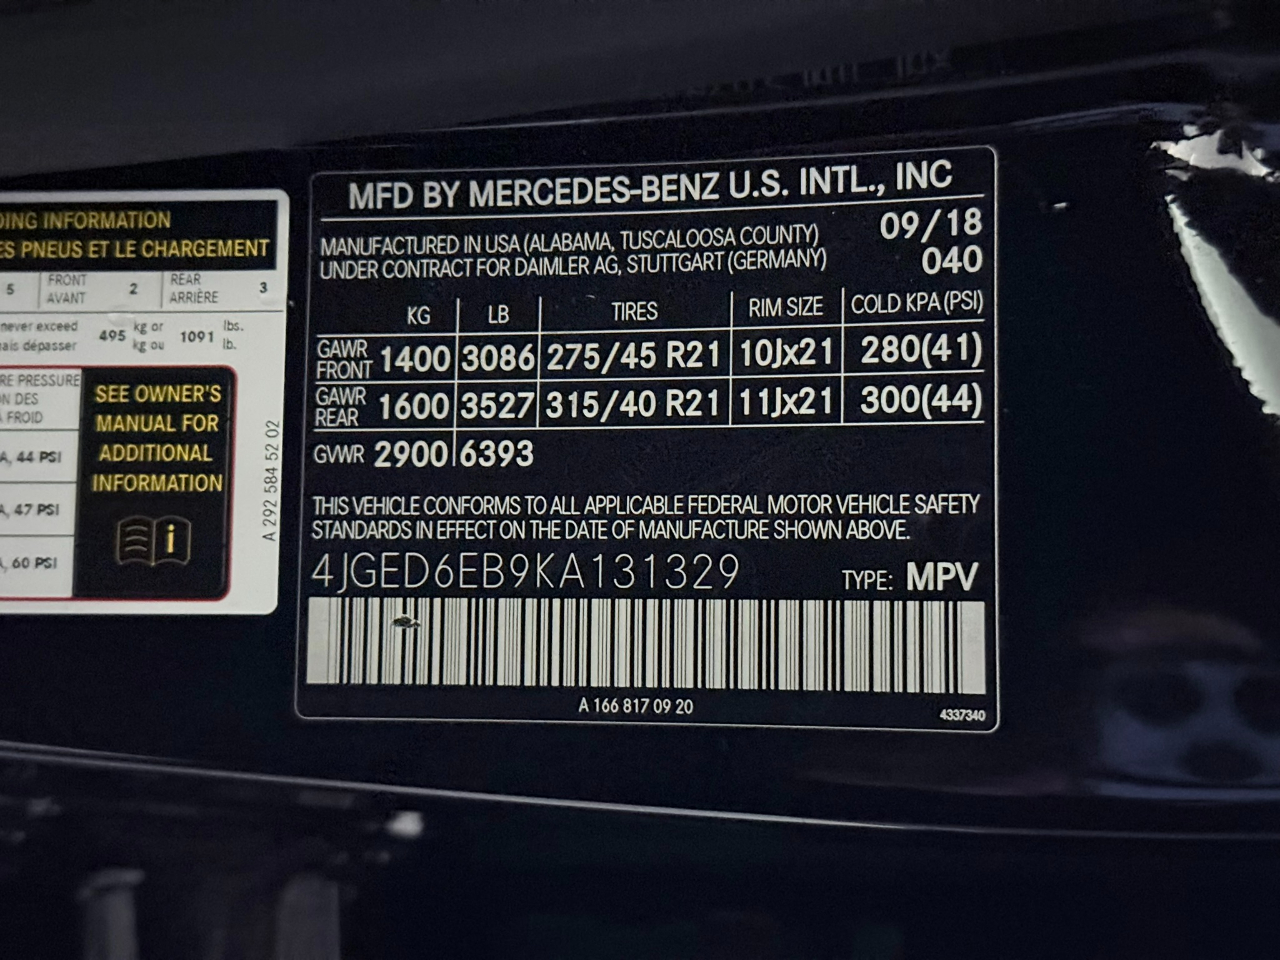 DING INFORMATION
ES PNEUS ET LE CHARGEMENT
5 FRONT AVANT 2 REAR ARRIÈRE 3
never exceed 495 kg or 1091 lbs.
ais dépasser kg ou lb.
RE PRESSURE
N DES
FROID
A, 44 PSI
A, 47 PSI
, 60 PSI
SEE OWNER'S
MANUAL FOR
ADDITIONAL
INFORMATION
i
A 292 584 52 02
MFD BY MERCEDES-BENZ U.S. INTL., INC
MANUFACTURED IN USA (ALABAMA, TUSCALOOSA COUNTY) 09/18
UNDER CONTRACT FOR DAIMLER AG, STUTTGART (GERMANY) 040
KG LB TIRES RIM SIZE COLD KPA (PSI)
GAWR FRONT 1400 3086 275/45 R21 10Jx21 280(41)
GAWR REAR 1600 3527 315/40 R21 11Jx21 300(44)
GVWR 2900 6393
THIS VEHICLE CONFORMS TO ALL APPLICABLE FEDERAL MOTOR VEHICLE SAFETY
STANDARDS IN EFFECT ON THE DATE OF MANUFACTURE SHOWN ABOVE.
4JGED6EB9KA131329 TYPE: MPV
A 166 817 09 20
4337340